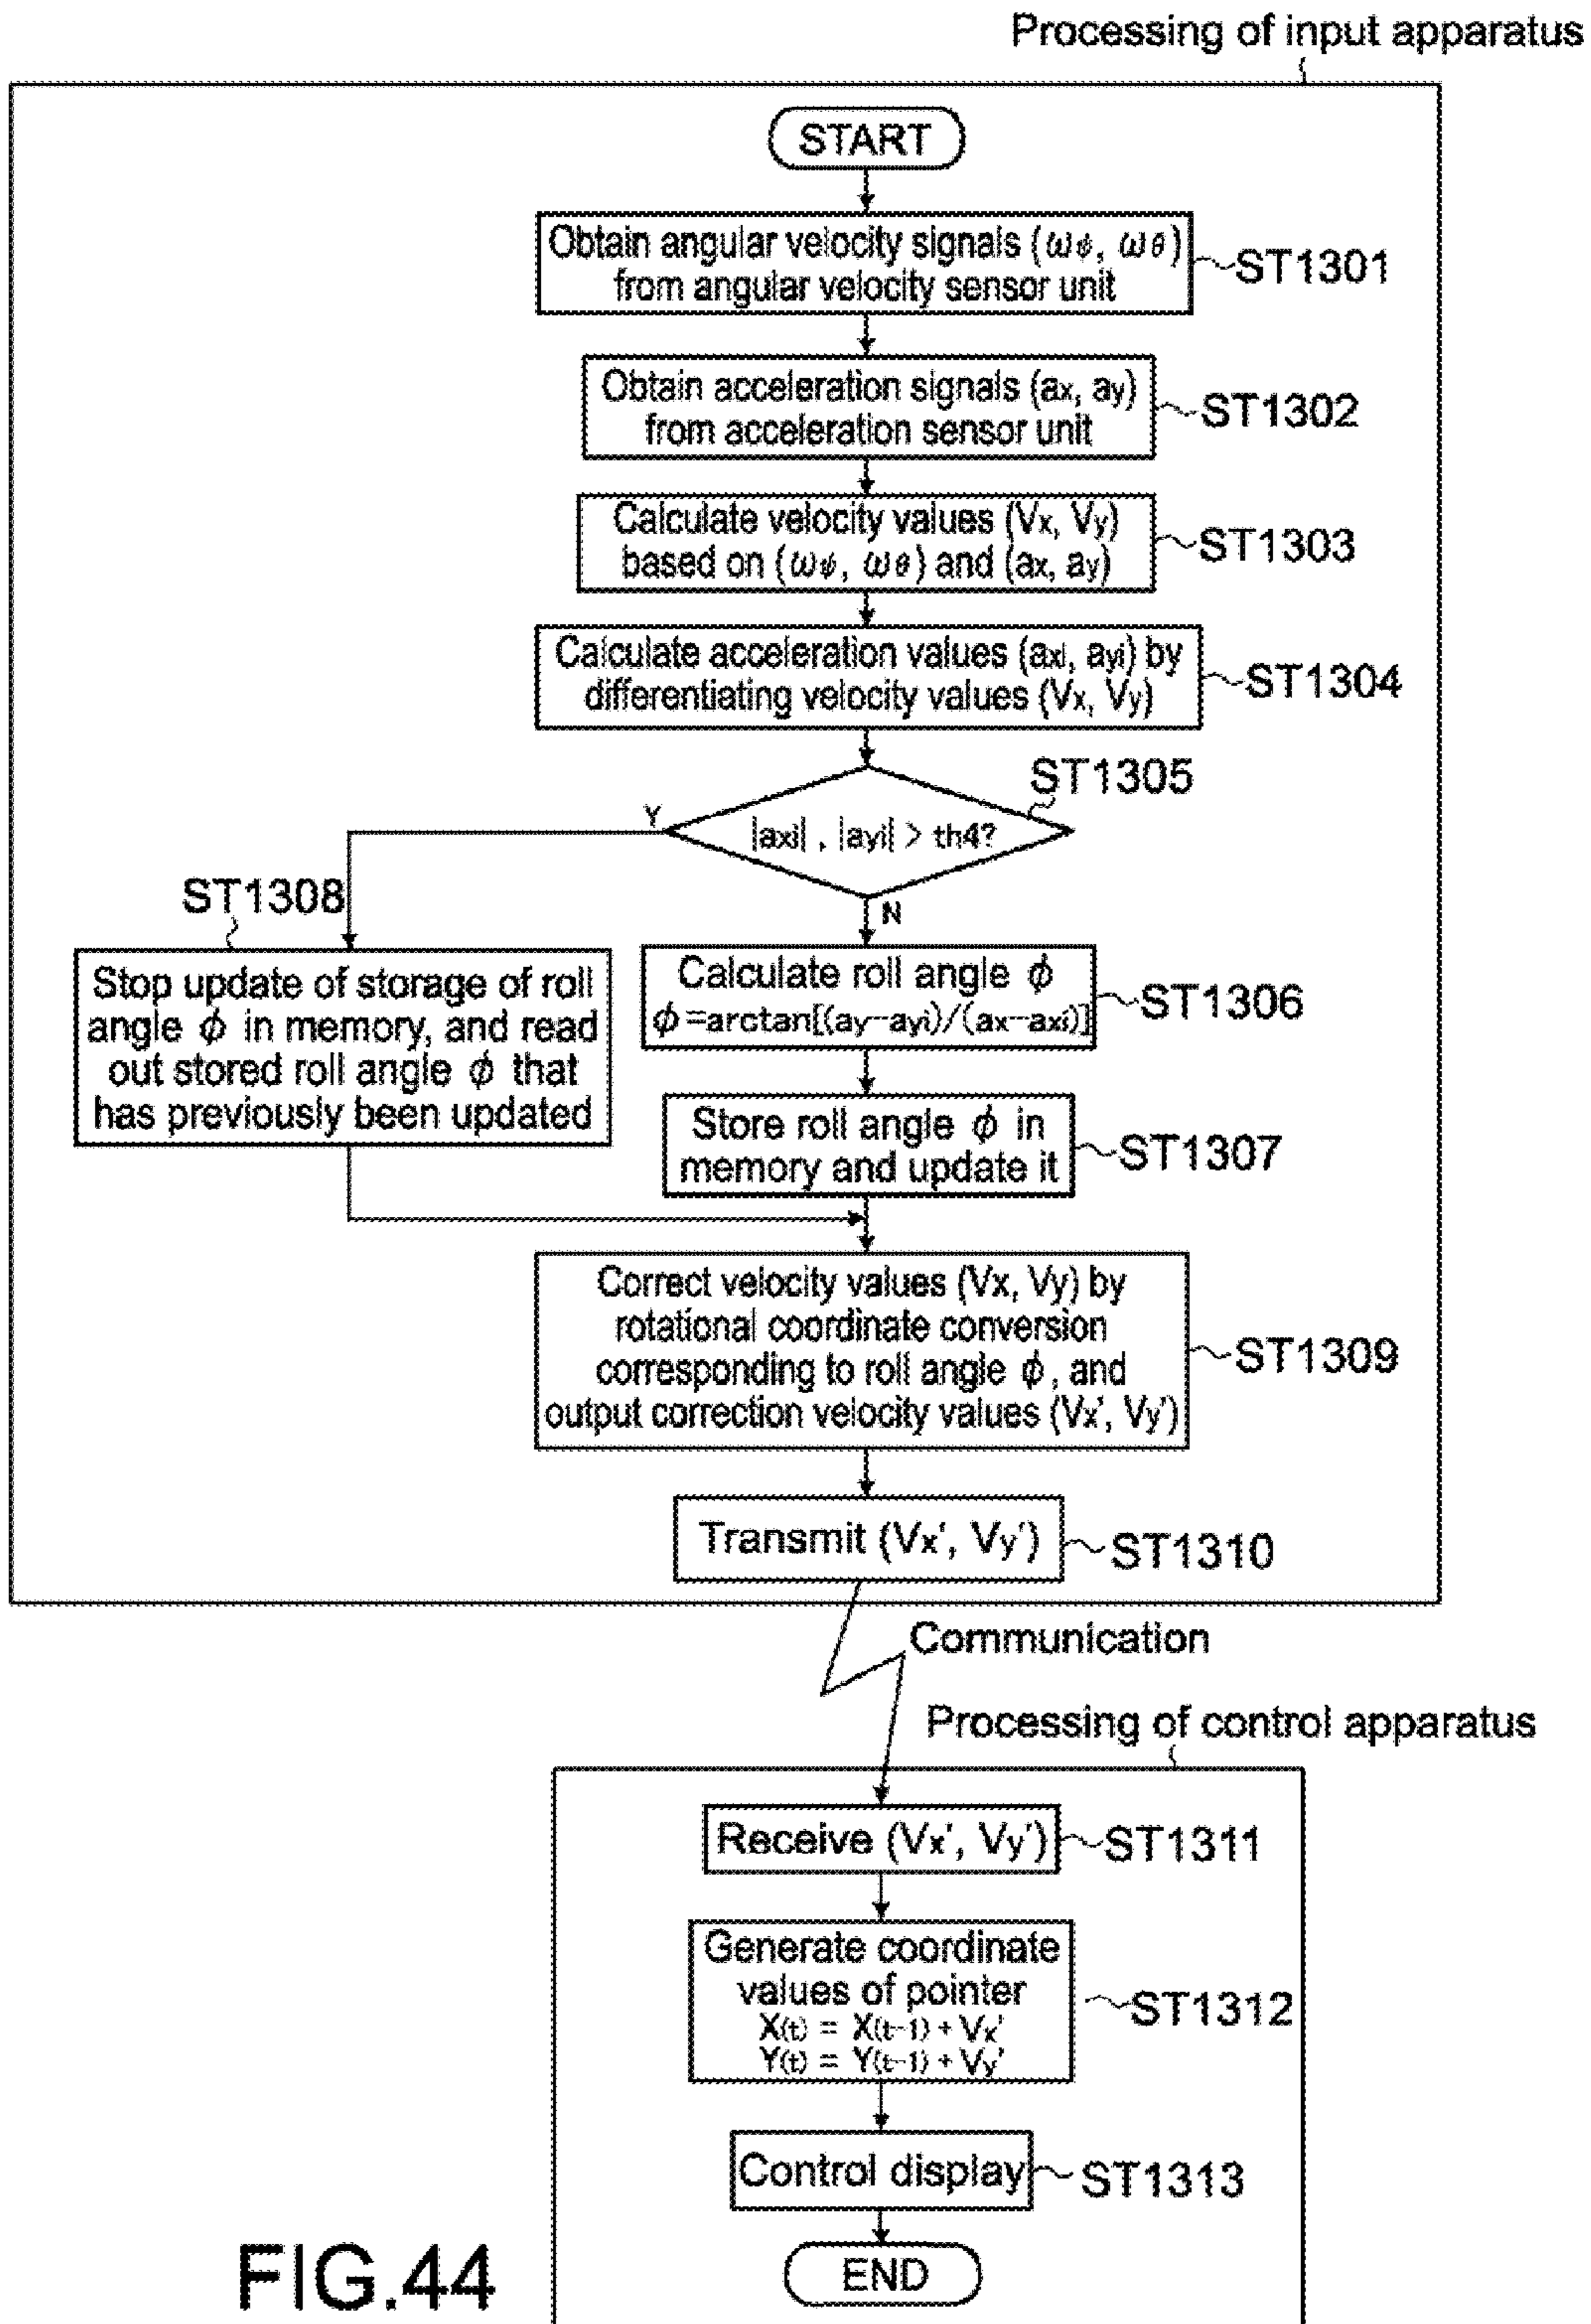 Processing of input apparatus
START
Obtain angular velocity signals (ωψ, ωθ)
from angular velocity sensor unit
ST1301
Obtain acceleration signals (ax, ay)
from acceleration sensor unit
ST1302
Calculate velocity values (Vx, Vy)
based on (ωψ, ωθ) and (ax, ay)
ST1303
Calculate acceleration values (axi, ayi) by
differentiating velocity values (Vx, Vy)
ST1304
ST1305
Y
|axi| , |ayi| > th4?
N
ST1308
Stop update of storage of roll
angle ϕ in memory, and read
out stored roll angle ϕ that
has previously been updated
Calculate roll angle ϕ
ϕ=arctan[(ay-ayi)/(ax-axi)]
ST1306
Store roll angle ϕ in
memory and update it
ST1307
Correct velocity values (Vx, Vy) by
rotational coordinate conversion
corresponding to roll angle ϕ, and
output correction velocity values (Vx', Vy')
ST1309
Transmit (Vx', Vy')
ST1310
Communication
Processing of control apparatus
Receive (Vx', Vy')
ST1311
Generate coordinate
values of pointer
X(t) = X(t-1) + Vx'
Y(t) = Y(t-1) + Vy'
ST1312
Control display
ST1313
END
FIG.44